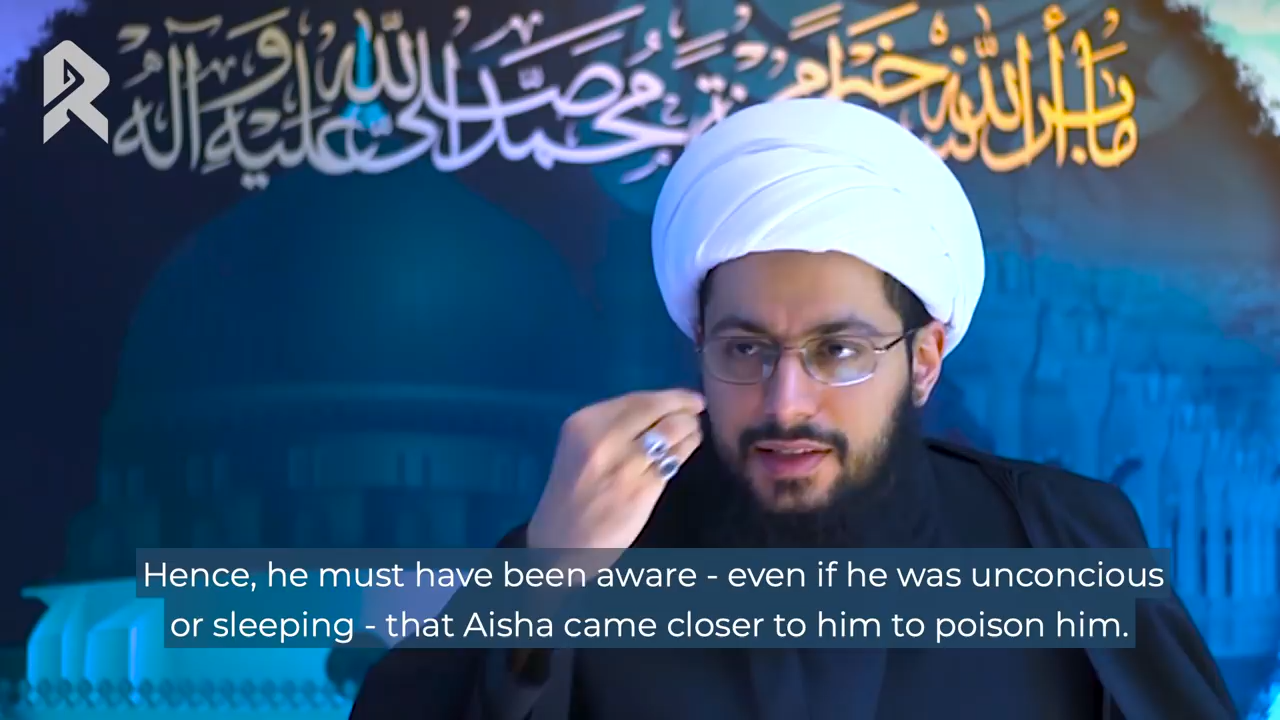 محمد صلى الله عليه وآله
Hence, he must have been aware - even if he was unconcious
or sleeping - that Aisha came closer to him to poison him.